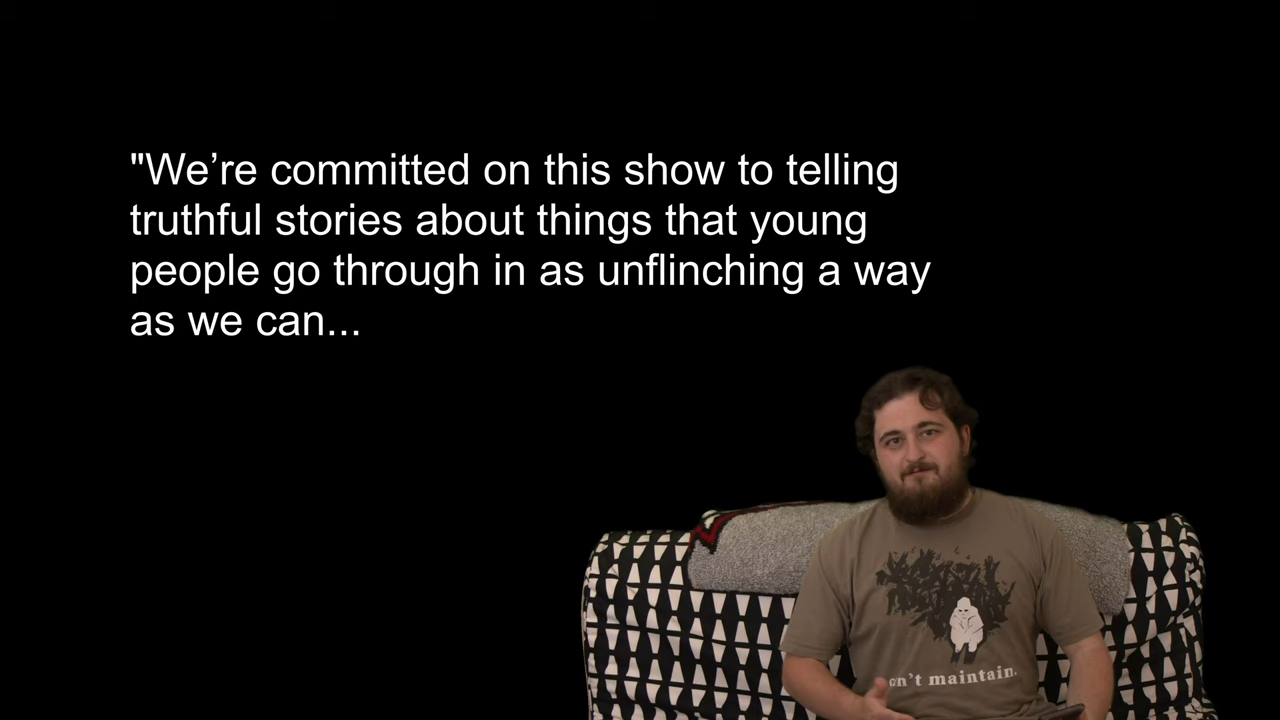 "We’re committed on this show to telling
truthful stories about things that young
people go through in as unflinching a way
as we can...
maintain.